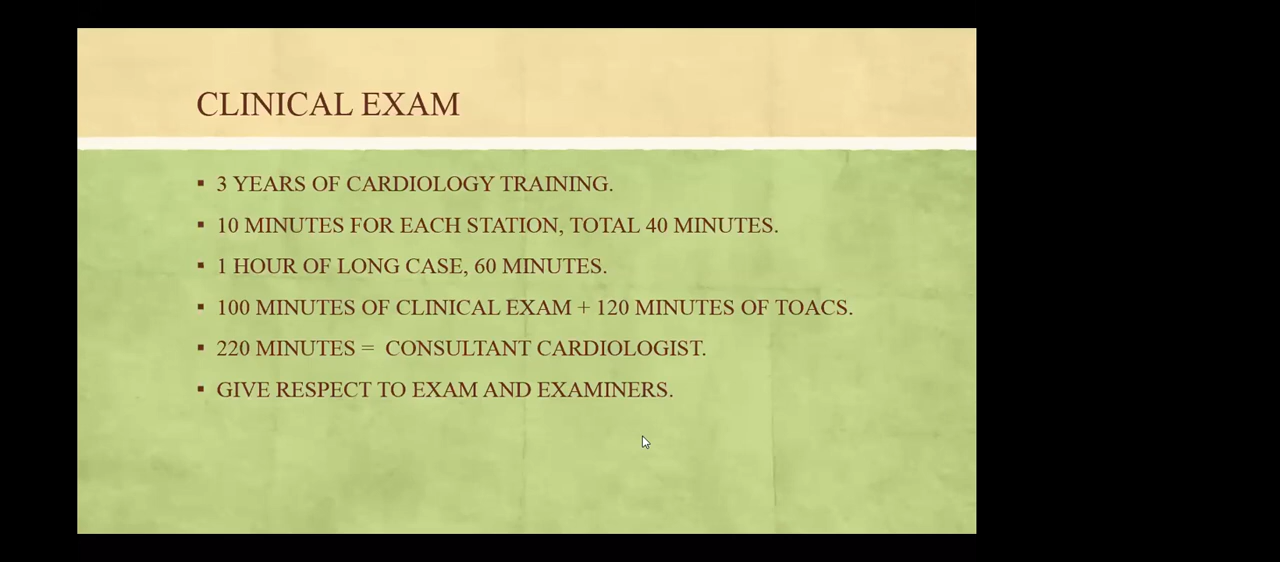 CLINICAL EXAM
▪ 3 YEARS OF CARDIOLOGY TRAINING.
▪ 10 MINUTES FOR EACH STATION, TOTAL 40 MINUTES.
▪ 1 HOUR OF LONG CASE, 60 MINUTES.
▪ 100 MINUTES OF CLINICAL EXAM + 120 MINUTES OF TOACS.
▪ 220 MINUTES = CONSULTANT CARDIOLOGIST.
▪ GIVE RESPECT TO EXAM AND EXAMINERS.